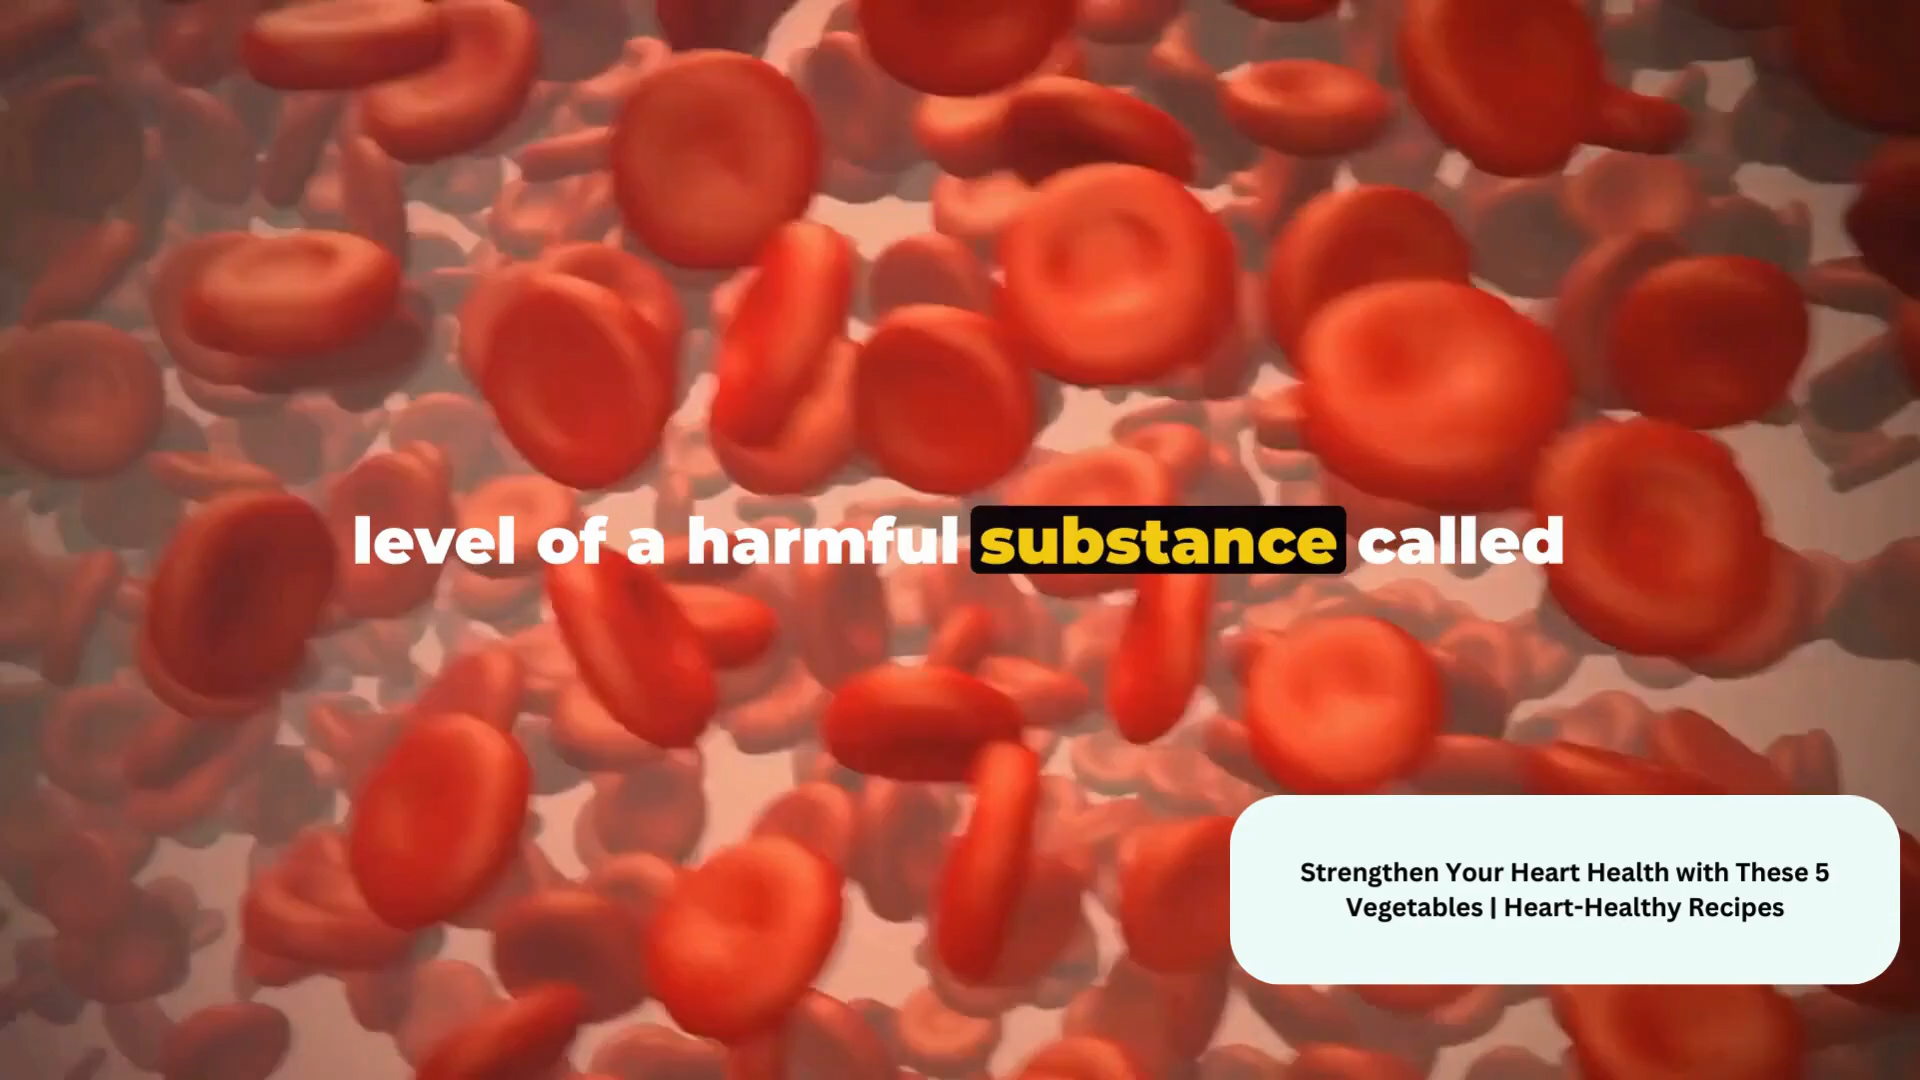 level of a harmful substance called
Strengthen Your Heart Health with These 5
Vegetables | Heart-Healthy Recipes